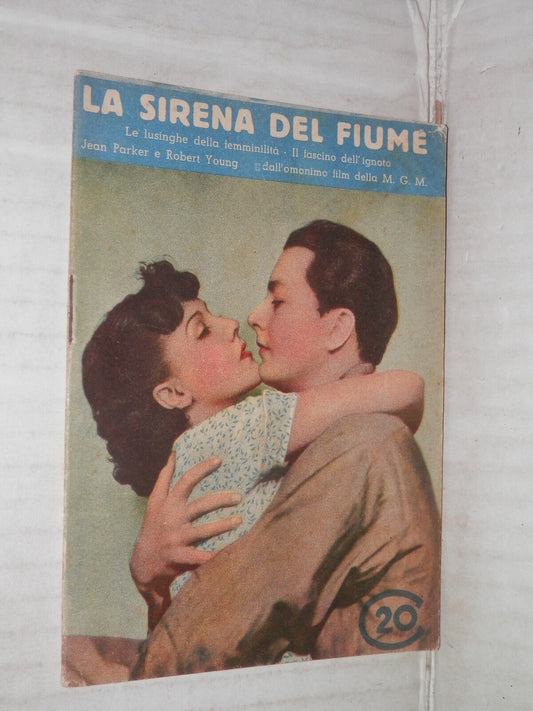 LA SIRENA DEL FIUME
Le lusinghe della femminilità - Il fascino dell'ignoto
Jean Parker e Robert Young dall'omonimo film della M. G. M.
C 20